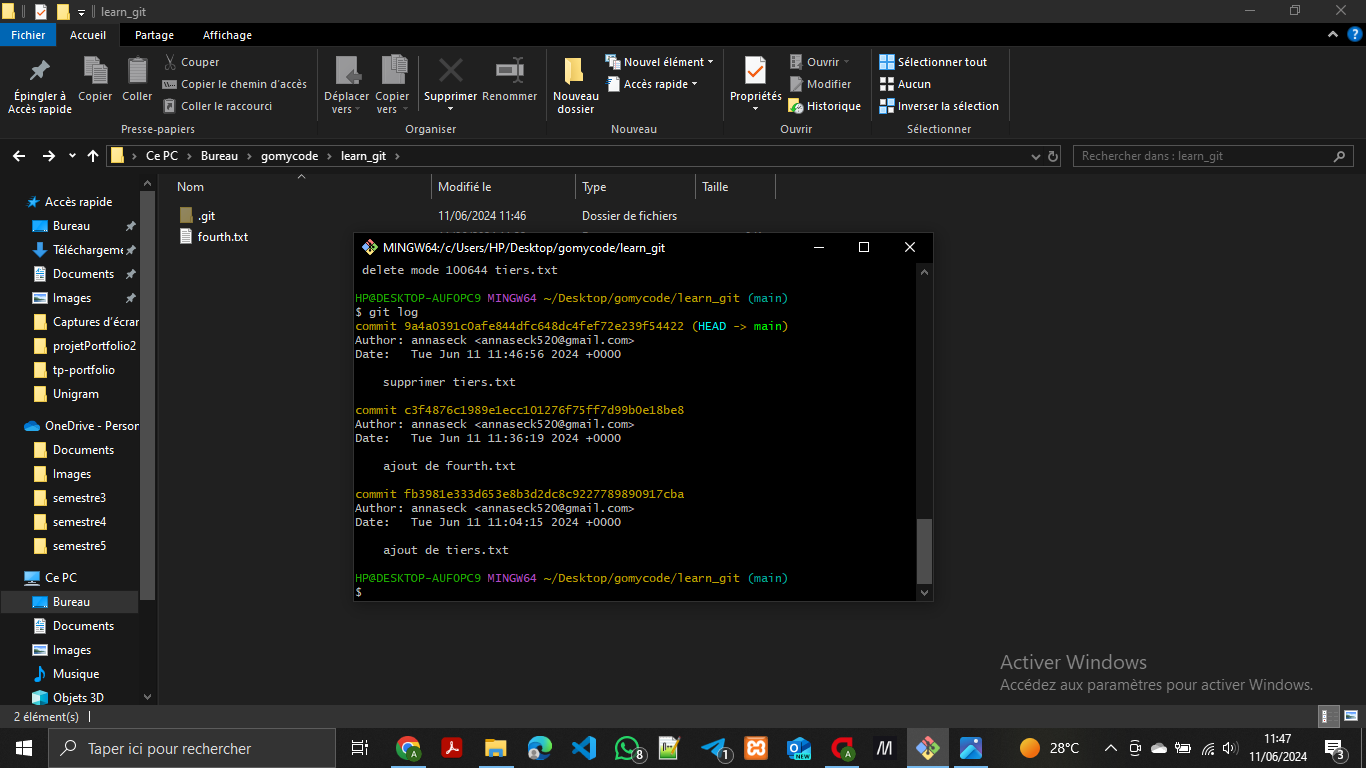 learn_git
Fichier Accueil Partage Affichage
Épingler à Accès rapide
Copier
Coller
Couper
Copier le chemin d'accès
Coller le raccourci
Presse-papiers
Déplacer vers
Copier vers
Supprimer
Renommer
Organiser
Nouveau dossier
Nouvel élément
Accès rapide
Nouveau
Propriétés
Ouvrir
Modifier
Historique
Ouvrir
Sélectionner tout
Aucun
Inverser la sélection
Sélectionner
Ce PC > Bureau > gomycode > learn_git >
Rechercher dans : learn_git
Nom Modifié le Type Taille
.git 11/06/2024 11:46 Dossier de fichiers
fourth.txt
Accès rapide
Bureau
Téléchargeme
Documents
Images
Captures d'écrar
projetPortfolio2
tp-portfolio
Unigram
OneDrive - Persor
Documents
Images
semestre3
semestre4
semestre5
Ce PC
Bureau
Documents
Images
Musique
Objets 3D
2 élément(s)
MINGW64:/c/Users/HP/Desktop/gomycode/learn_git
delete mode 100644 tiers.txt
HP@DESKTOP-AUFOPC9 MINGW64 ~/Desktop/gomycode/learn_git (main)
$ git log
commit 9a4a0391c0afe844dfc648dc4fef72e239f54422 (HEAD -> main)
Author: annaseck <annaseck520@gmail.com>
Date: Tue Jun 11 11:46:56 2024 +0000
supprimer tiers.txt
commit c3f4876c1989e1ecc101276f75ff7d99b0e18be8
Author: annaseck <annaseck520@gmail.com>
Date: Tue Jun 11 11:36:19 2024 +0000
ajout de fourth.txt
commit fb3981e333d653e8b3d2dc8c9227789890917cba
Author: annaseck <annaseck520@gmail.com>
Date: Tue Jun 11 11:04:15 2024 +0000
ajout de tiers.txt
HP@DESKTOP-AUFOPC9 MINGW64 ~/Desktop/gomycode/learn_git (main)
$
Activer Windows
Accédez aux paramètres pour activer Windows.
Taper ici pour rechercher
8
1
NEW
28°C
11:47
11/06/2024
3